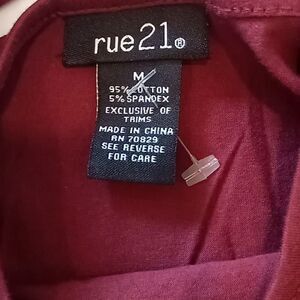 rue21®
M
95% COTTON
5% SPANDEX
EXCLUSIVE OF
TRIMS
MADE IN CHINA
RN 70829
SEE REVERSE
FOR CARE